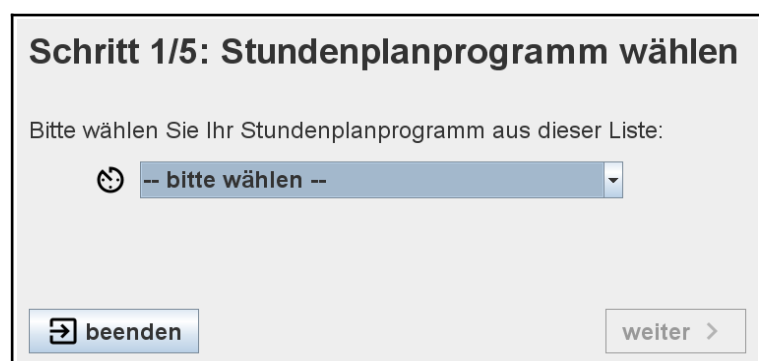 Schritt 1/5: Stundenplanprogramm wählen
Bitte wählen Sie Ihr Stundenplanprogramm aus dieser Liste:
-- bitte wählen --
beenden
weiter